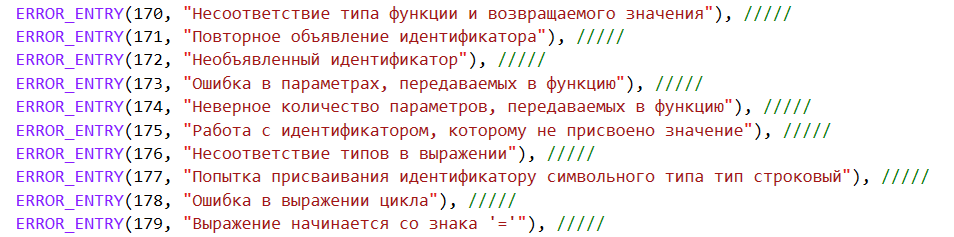 ERROR_ENTRY(170, "Несоответствие типа функции и возвращаемого значения"), /////
ERROR_ENTRY(171, "Повторное объявление идентификатора"), /////
ERROR_ENTRY(172, "Необъявленный идентификатор"), /////
ERROR_ENTRY(173, "Ошибка в параметрах, передаваемых в функцию"), /////
ERROR_ENTRY(174, "Неверное количество параметров, передаваемых в функцию"), /////
ERROR_ENTRY(175, "Работа с идентификатором, которому не присвоено значение"), /////
ERROR_ENTRY(176, "Несоответствие типов в выражении"), /////
ERROR_ENTRY(177, "Попытка присваивания идентификатору символьного типа тип строковый"), /////
ERROR_ENTRY(178, "Ошибка в выражении цикла"), /////
ERROR_ENTRY(179, "Выражение начинается со знака '='"), /////